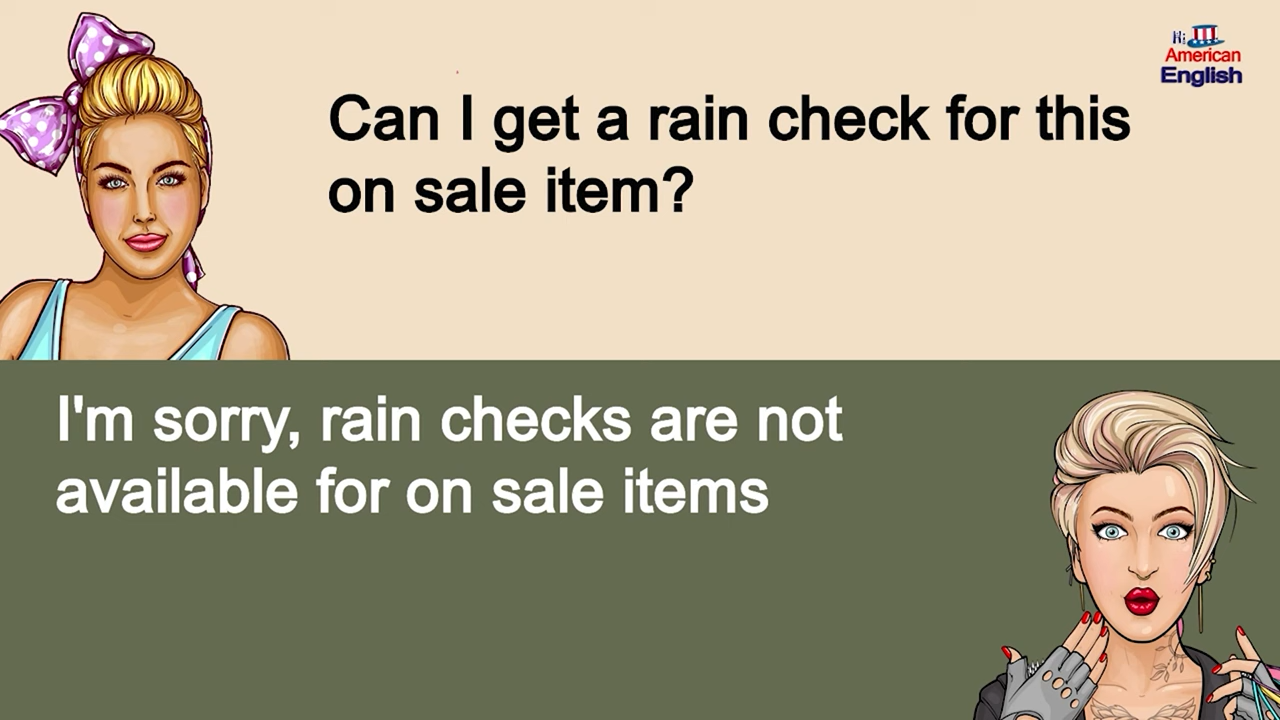 Hi
American
English
Can I get a rain check for this
on sale item?
I'm sorry, rain checks are not
available for on sale items